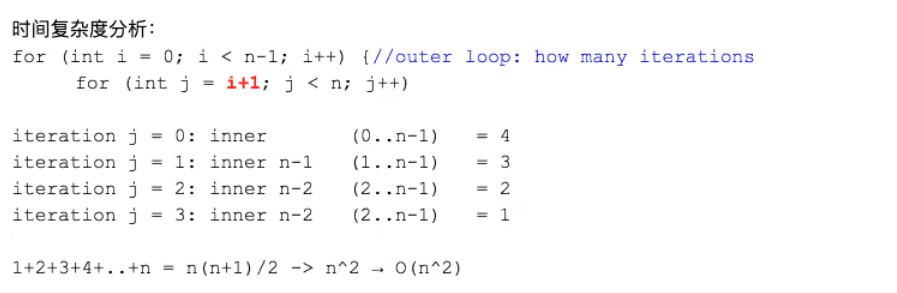 时间复杂度分析：
for (int i = 0; i < n-1; i++) {//outer loop: how many iterations
for (int j = i+1; j < n; j++)
iteration j = 0: inner (0..n-1) = 4
iteration j = 1: inner n-1 (1..n-1) = 3
iteration j = 2: inner n-2 (2..n-1) = 2
iteration j = 3: inner n-2 (2..n-1) = 1
1+2+3+4+..+n = n(n+1)/2 -> n^2 → O(n^2)